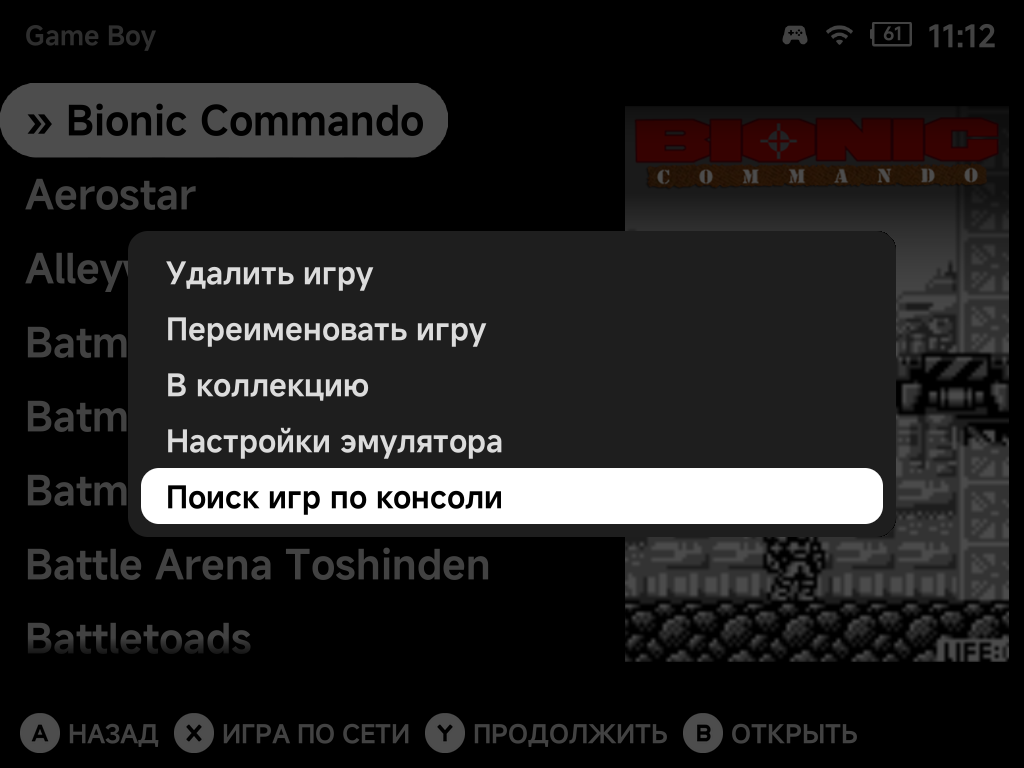 Game Boy 61 11:12
» Bionic Commando
BIONIC
COMMANDO
Aerostar
Удалить игру
Переименовать игру
В коллекцию
Настройки эмулятора
Поиск игр по консоли
Battle Arena Toshinden
Battletoads
A НАЗАД X ИГРА ПО СЕТИ Y ПРОДОЛЖИТЬ B ОТКРЫТЬ